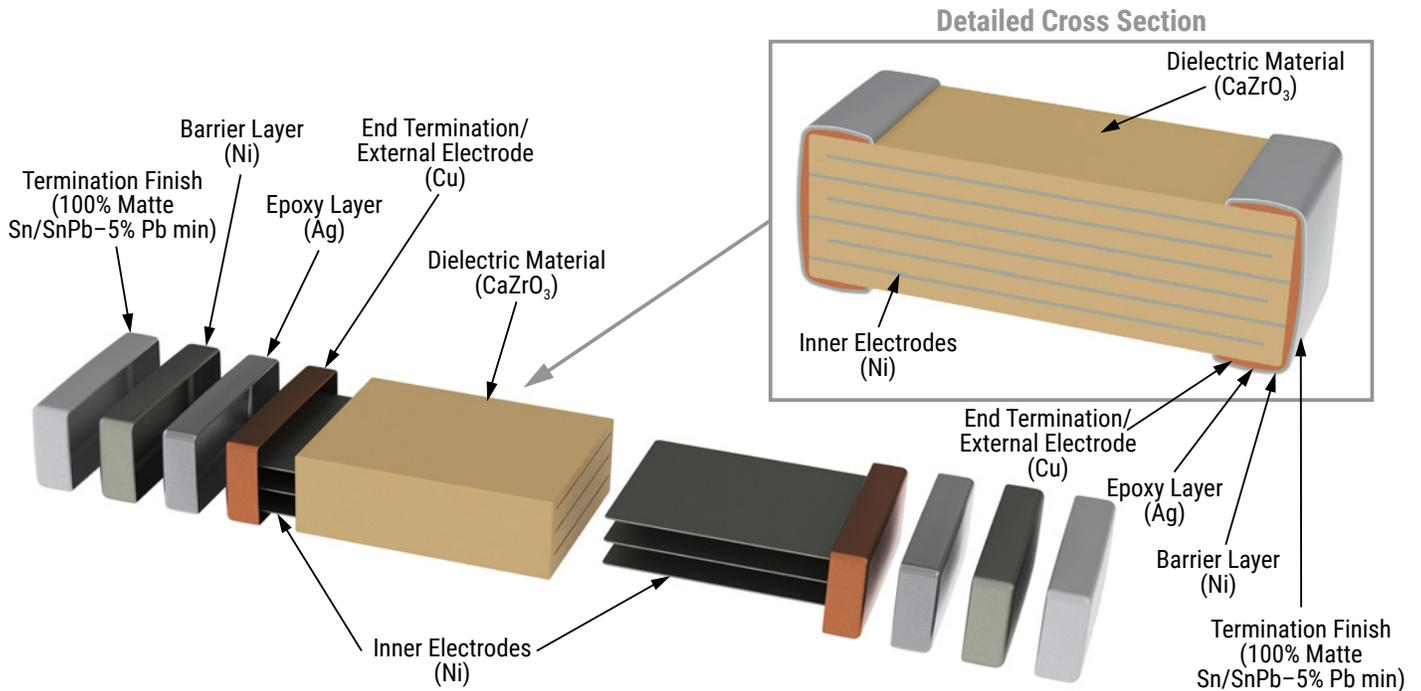 Detailed Cross Section
Dielectric Material
(CaZrO₃)
Barrier Layer
(Ni)
End Termination/
External Electrode
(Cu)
Termination Finish
(100% Matte
Sn/SnPb–5% Pb min)
Epoxy Layer
(Ag)
Dielectric Material
(CaZrO₃)
Inner Electrodes
(Ni)
End Termination/
External Electrode
(Cu)
Epoxy Layer
(Ag)
Barrier Layer
(Ni)
Termination Finish
(100% Matte
Sn/SnPb–5% Pb min)
Inner Electrodes
(Ni)